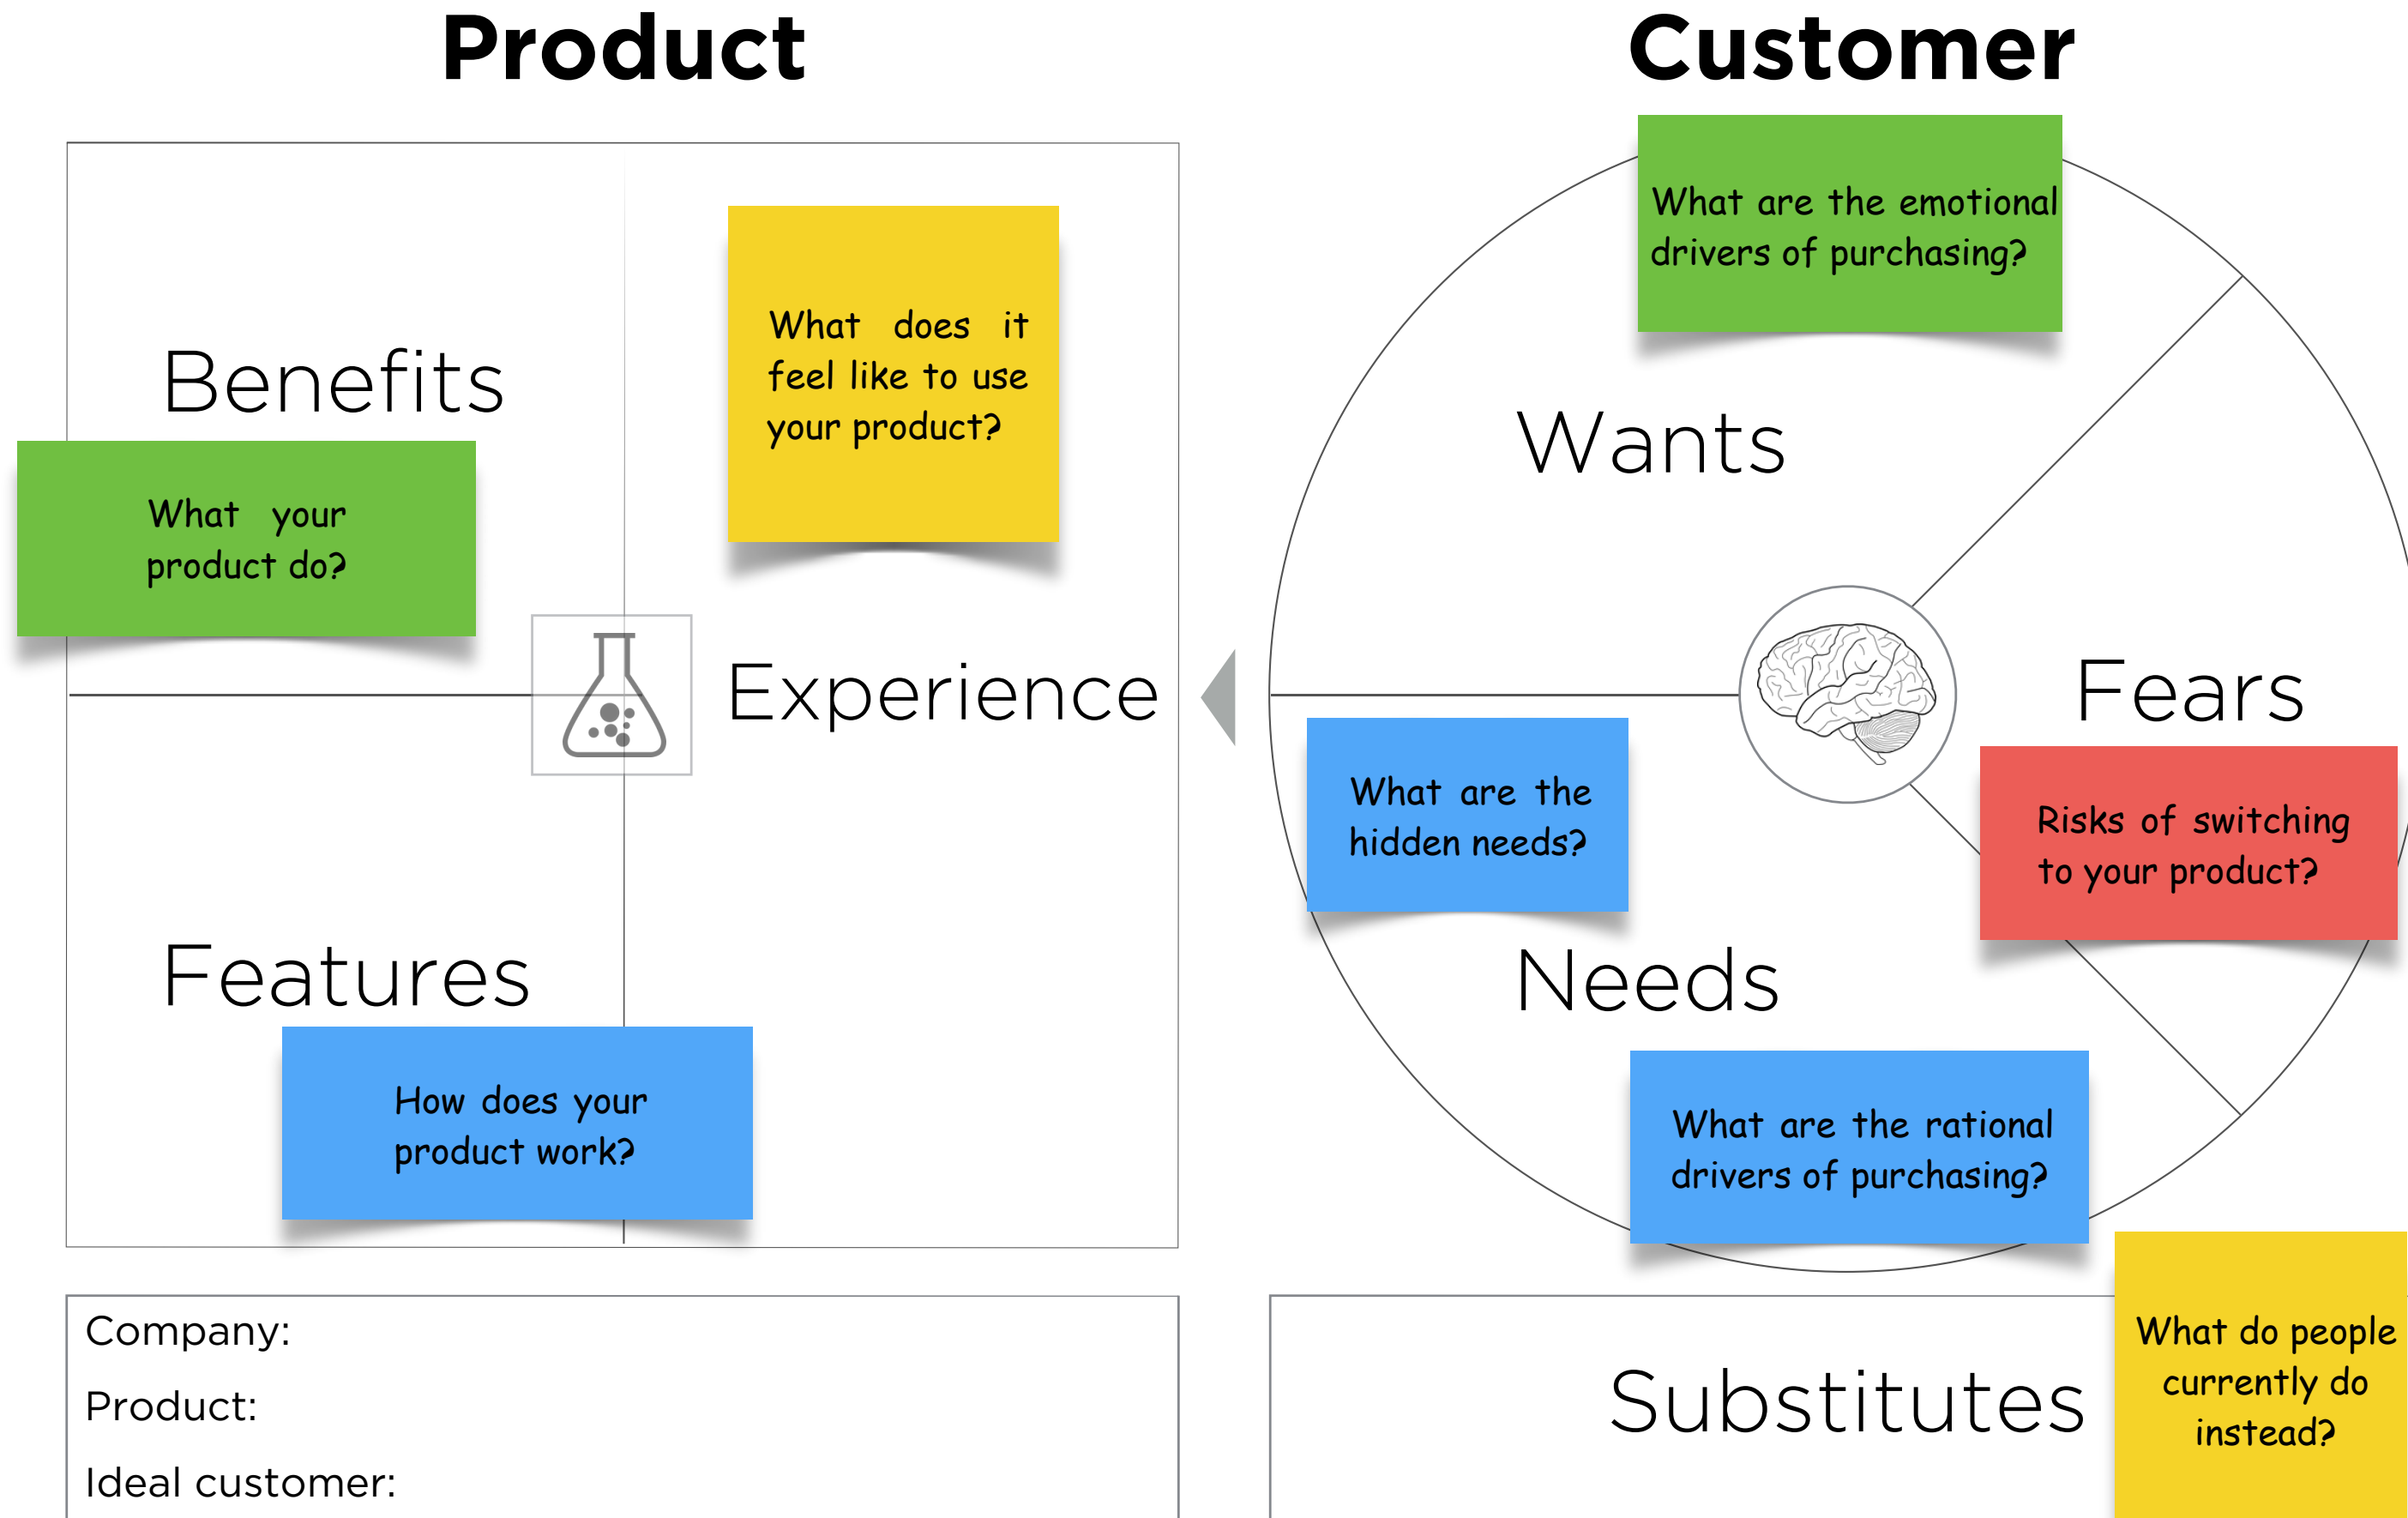 Product
Benefits
What your
product do?
What does it
feel like to use
your product?
Experience
Features
How does your
product work?
Company:
Product:
Ideal customer:
Customer
What are the emotional
drivers of purchasing?
Wants
Fears
Risks of switching
to your product?
What are the
hidden needs?
Needs
What are the rational
drivers of purchasing?
Substitutes
What do people
currently do
instead?